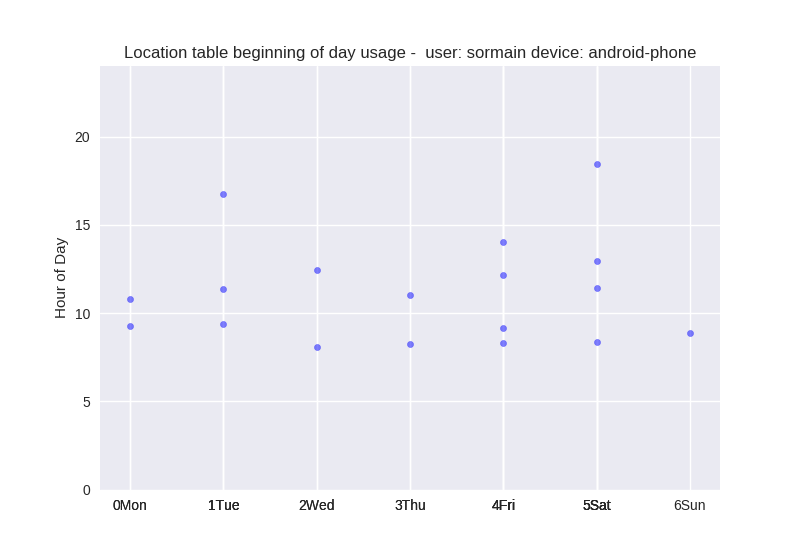 Location table beginning of day usage -  user: sormain device: android-phone
20
15
10
5
0
Hour of Day
0Mon 1Tue 2Wed 3Thu 4Fri 5Sat 6Sun